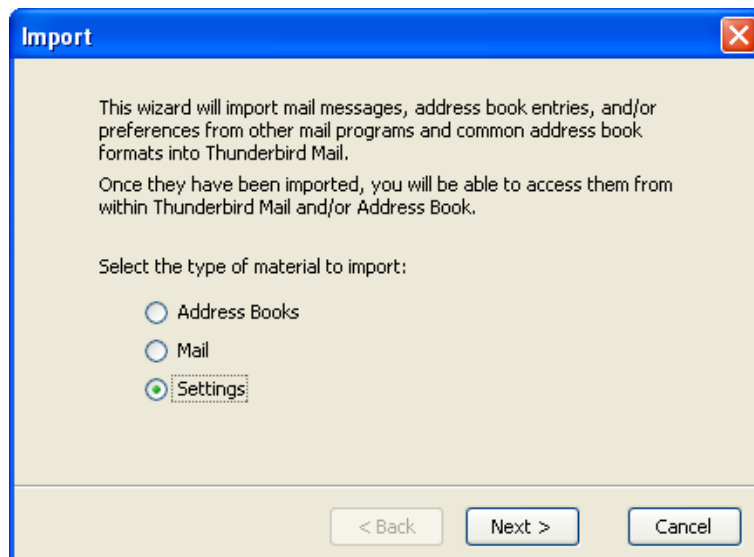 Import
This wizard will import mail messages, address book entries, and/or
preferences from other mail programs and common address book
formats into Thunderbird Mail.
Once they have been imported, you will be able to access them from
within Thunderbird Mail and/or Address Book.
Select the type of material to import:
Address Books
Mail
Settings
< Back
Next >
Cancel